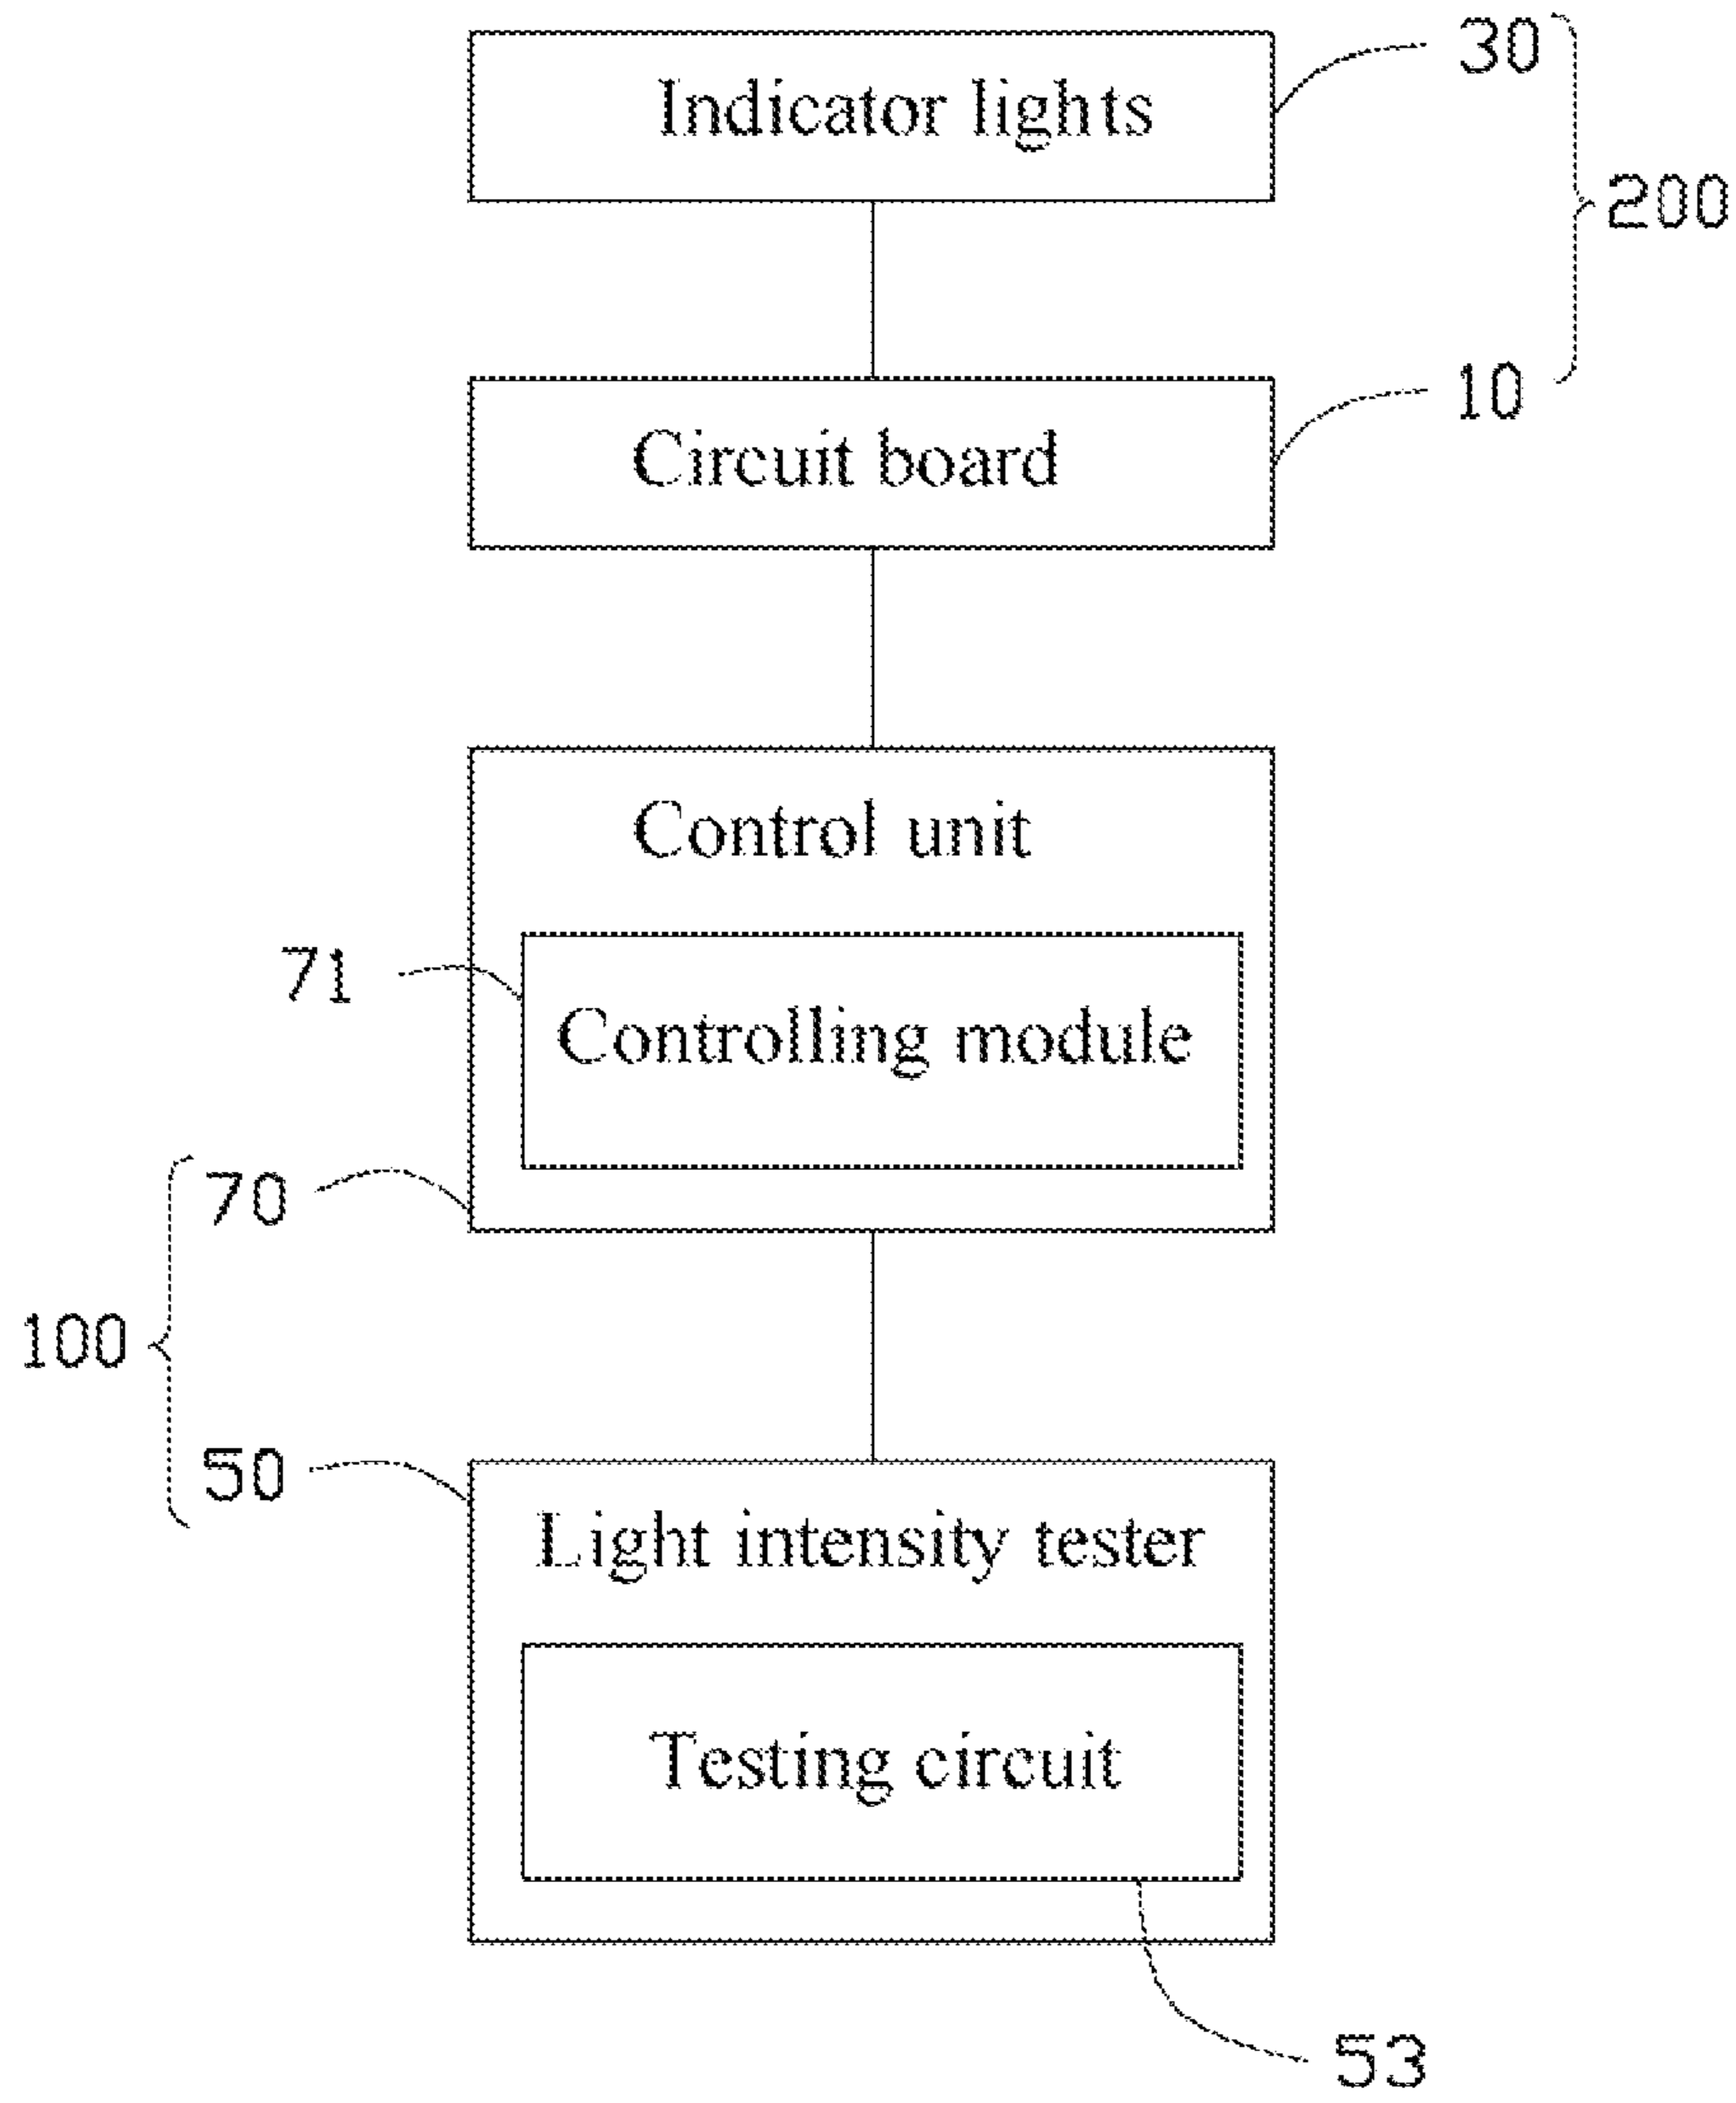 Indicator lights
30
200
Circuit board
10
Control unit
71
Controlling module
70
100
50
Light intensity tester
Testing circuit
53